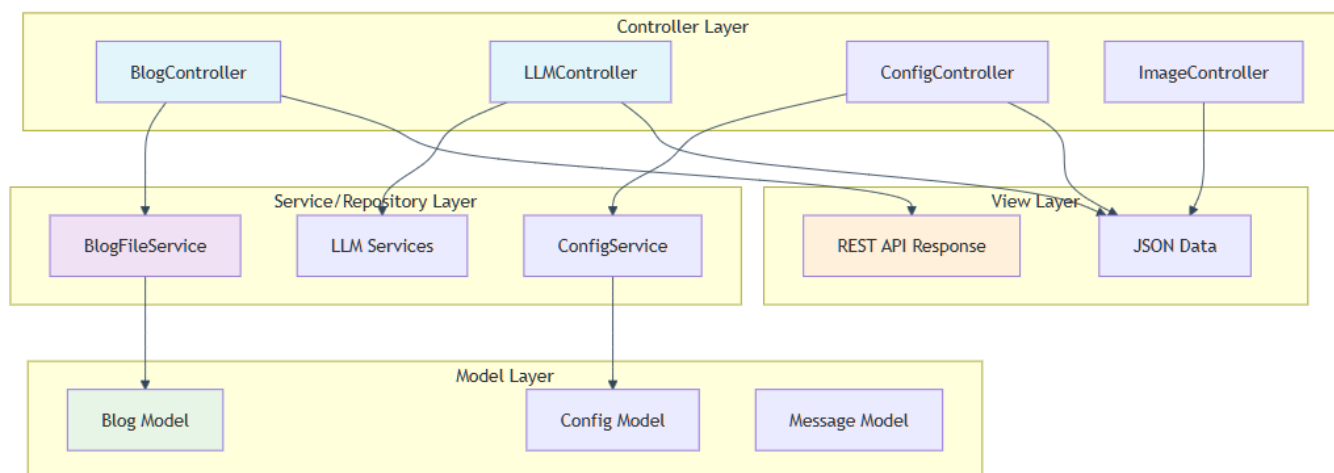 Controller Layer
BlogController
LLMController
ConfigController
ImageController
Service/Repository Layer
BlogFileService
LLM Services
ConfigService
View Layer
REST API Response
JSON Data
Model Layer
Blog Model
Config Model
Message Model